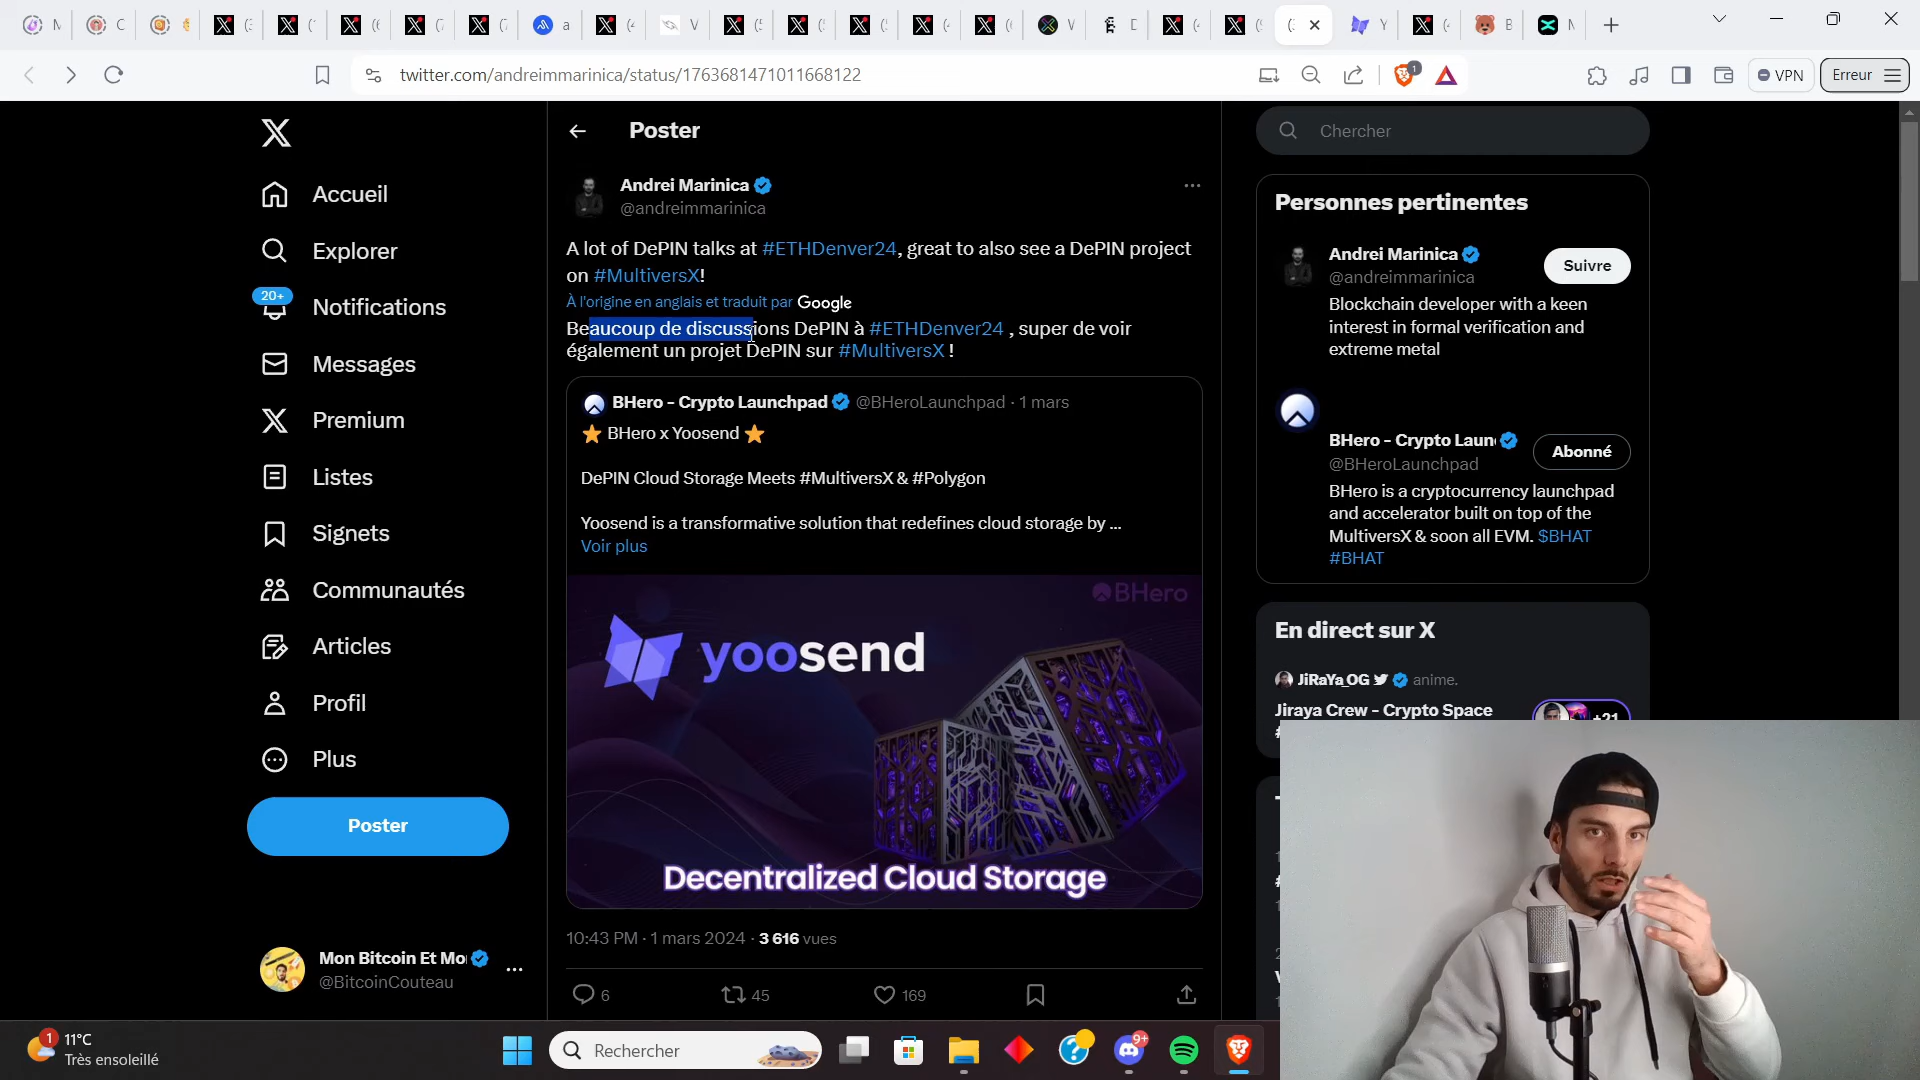 twitter.com/andreimmarinica/status/1763681471011668122
1
VPN
Erreur
Accueil
Explorer
20+
Notifications
Messages
Premium
Listes
Signets
Communautés
Articles
Profil
Plus
Poster
Mon Bitcoin Et Mo
@BitcoinCouteau
Poster
Andrei Marinica
@andreimmarinica
A lot of DePIN talks at #ETHDenver24, great to also see a DePIN project
on #MultiversX!
À l'origine en anglais et traduit par Google
Beaucoup de discussions DePIN à #ETHDenver24 , super de voir
également un projet DePIN sur #MultiversX !
BHero - Crypto Launchpad @BHeroLaunchpad · 1 mars
BHero x Yoosend
DePIN Cloud Storage Meets #MultiversX & #Polygon
Yoosend is a transformative solution that redefines cloud storage by ...
Voir plus
BHero
yoosend
Decentralized Cloud Storage
10:43 PM · 1 mars 2024 · 3 616 vues
6
45
169
Chercher
Personnes pertinentes
Andrei Marinica
@andreimmarinica
Suivre
Blockchain developer with a keen
interest in formal verification and
extreme metal
BHero - Crypto Laun
@BHeroLaunchpad
Abonné
BHero is a cryptocurrency launchpad
and accelerator built on top of the
MultiversX & soon all EVM. $BHAT
#BHAT
En direct sur X
JiRaYa_OG anime.
Jiraya Crew - Crypto Space
+21
1
11°C
Très ensoleillé
Rechercher
9+